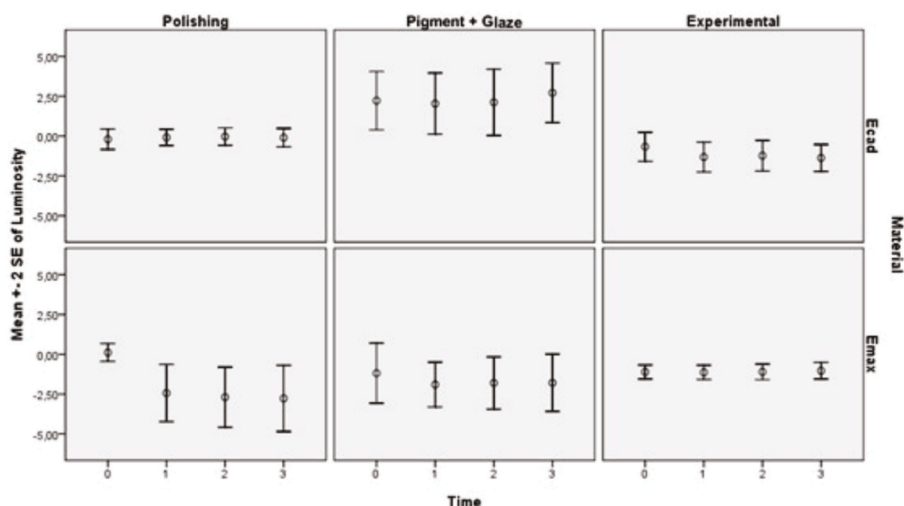 Polishing Pigment + Glaze Experimental
5,00
2,50
0,00
-2,50
-5,00
Ecad
5,00
2,50
0,00
-2,50
-5,00
Emax
Mean +- 2 SE of Luminosity
Material
0 1 2 3 0 1 2 3 0 1 2 3
Time